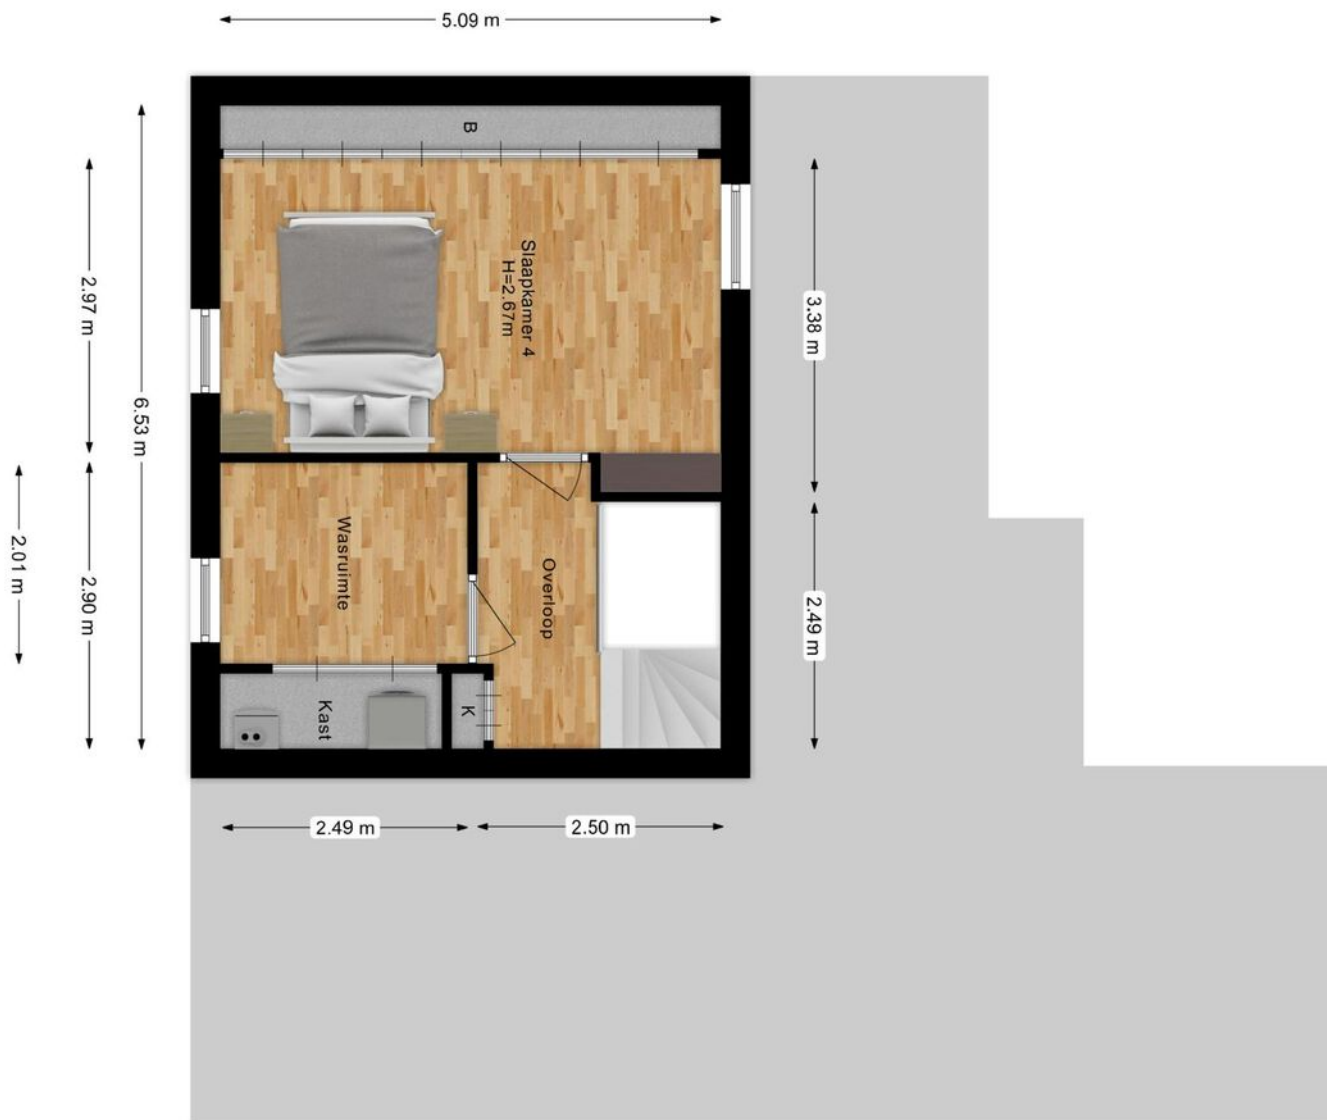 5.09 m
B
Slaapkamer 4
H=2.67m
2.97 m
6.53 m
3.38 m
2.01 m
2.90 m
Wasruimte
Overloop
2.49 m
Kast
K
2.49 m
2.50 m